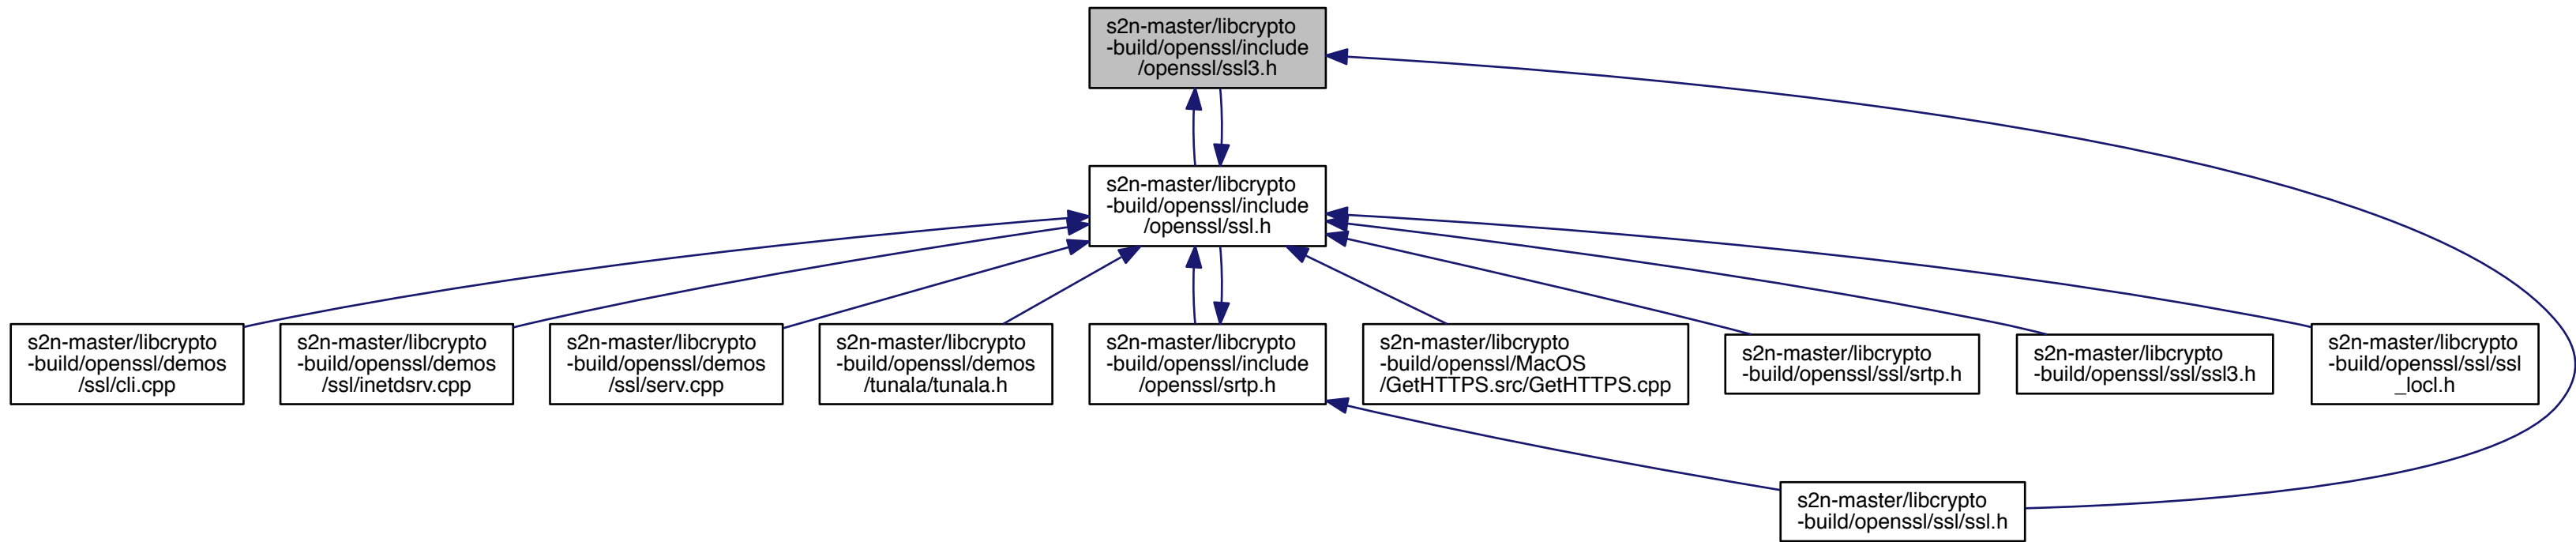 s2n-master/libcrypto
-build/openssl/include
/openssl/ssl3.h
s2n-master/libcrypto
-build/openssl/include
/openssl/ssl.h
s2n-master/libcrypto
-build/openssl/demos
/ssl/cli.cpp
s2n-master/libcrypto
-build/openssl/demos
/ssl/inetdsrv.cpp
s2n-master/libcrypto
-build/openssl/demos
/ssl/serv.cpp
s2n-master/libcrypto
-build/openssl/demos
/tunala/tunala.h
s2n-master/libcrypto
-build/openssl/include
/openssl/srtp.h
s2n-master/libcrypto
-build/openssl/MacOS
/GetHTTPS.src/GetHTTPS.cpp
s2n-master/libcrypto
-build/openssl/ssl/srtp.h
s2n-master/libcrypto
-build/openssl/ssl/ssl3.h
s2n-master/libcrypto
-build/openssl/ssl/ssl
_locl.h
s2n-master/libcrypto
-build/openssl/ssl/ssl.h